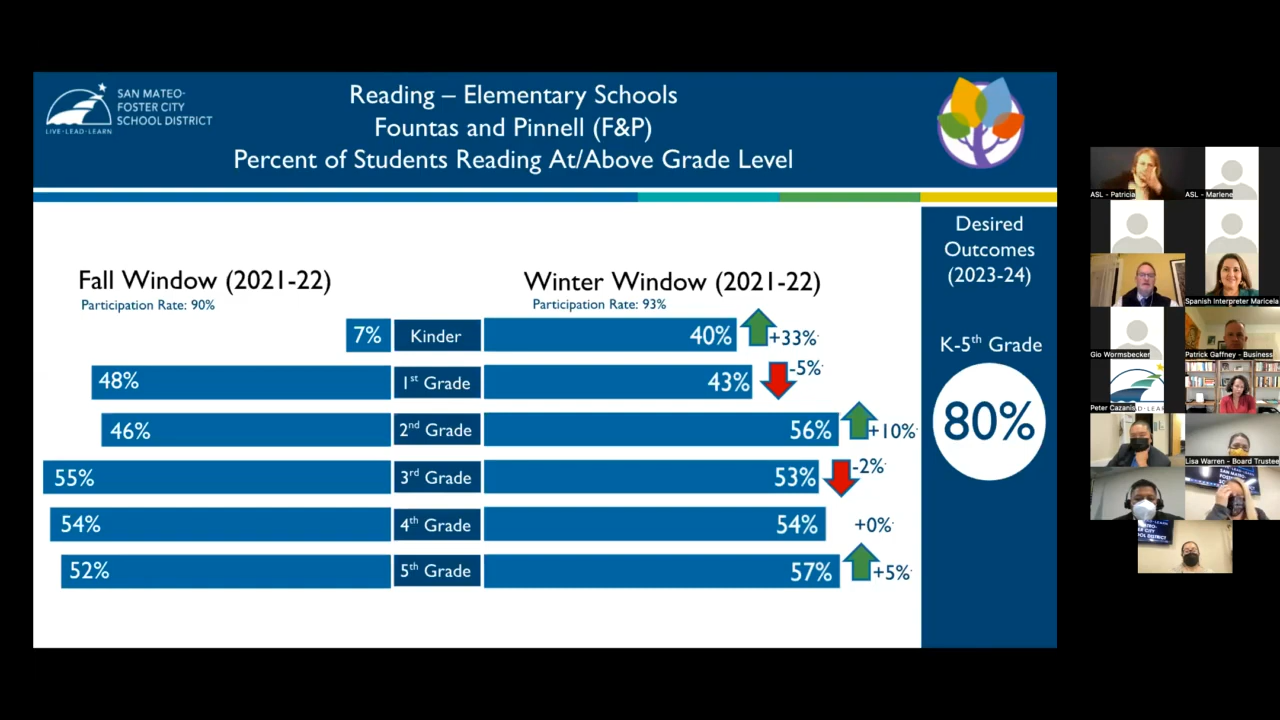 SAN MATEO-
FOSTER CITY
SCHOOL DISTRICT
LIVE·LEAD·LEARN
Reading – Elementary Schools
Fountas and Pinnell (F&P)
Percent of Students Reading At/Above Grade Level
Fall Window (2021-22)
Participation Rate: 90%
Winter Window (2021-22)
Participation Rate: 93%
7% Kinder 40% +33%
48% 1st Grade 43% -5%
46% 2nd Grade 56% +10%
55% 3rd Grade 53% -2%
54% 4th Grade 54% +0%
52% 5th Grade 57% +5%
Desired
Outcomes
(2023-24)
K-5th Grade
80%
ASL - Patricia
ASL - Marlene
Spanish Interpreter Maricela
Gio Wormsbecker
Patrick Gaffney - Business
Peter Cazanis
Lisa Warren - Board Trustee